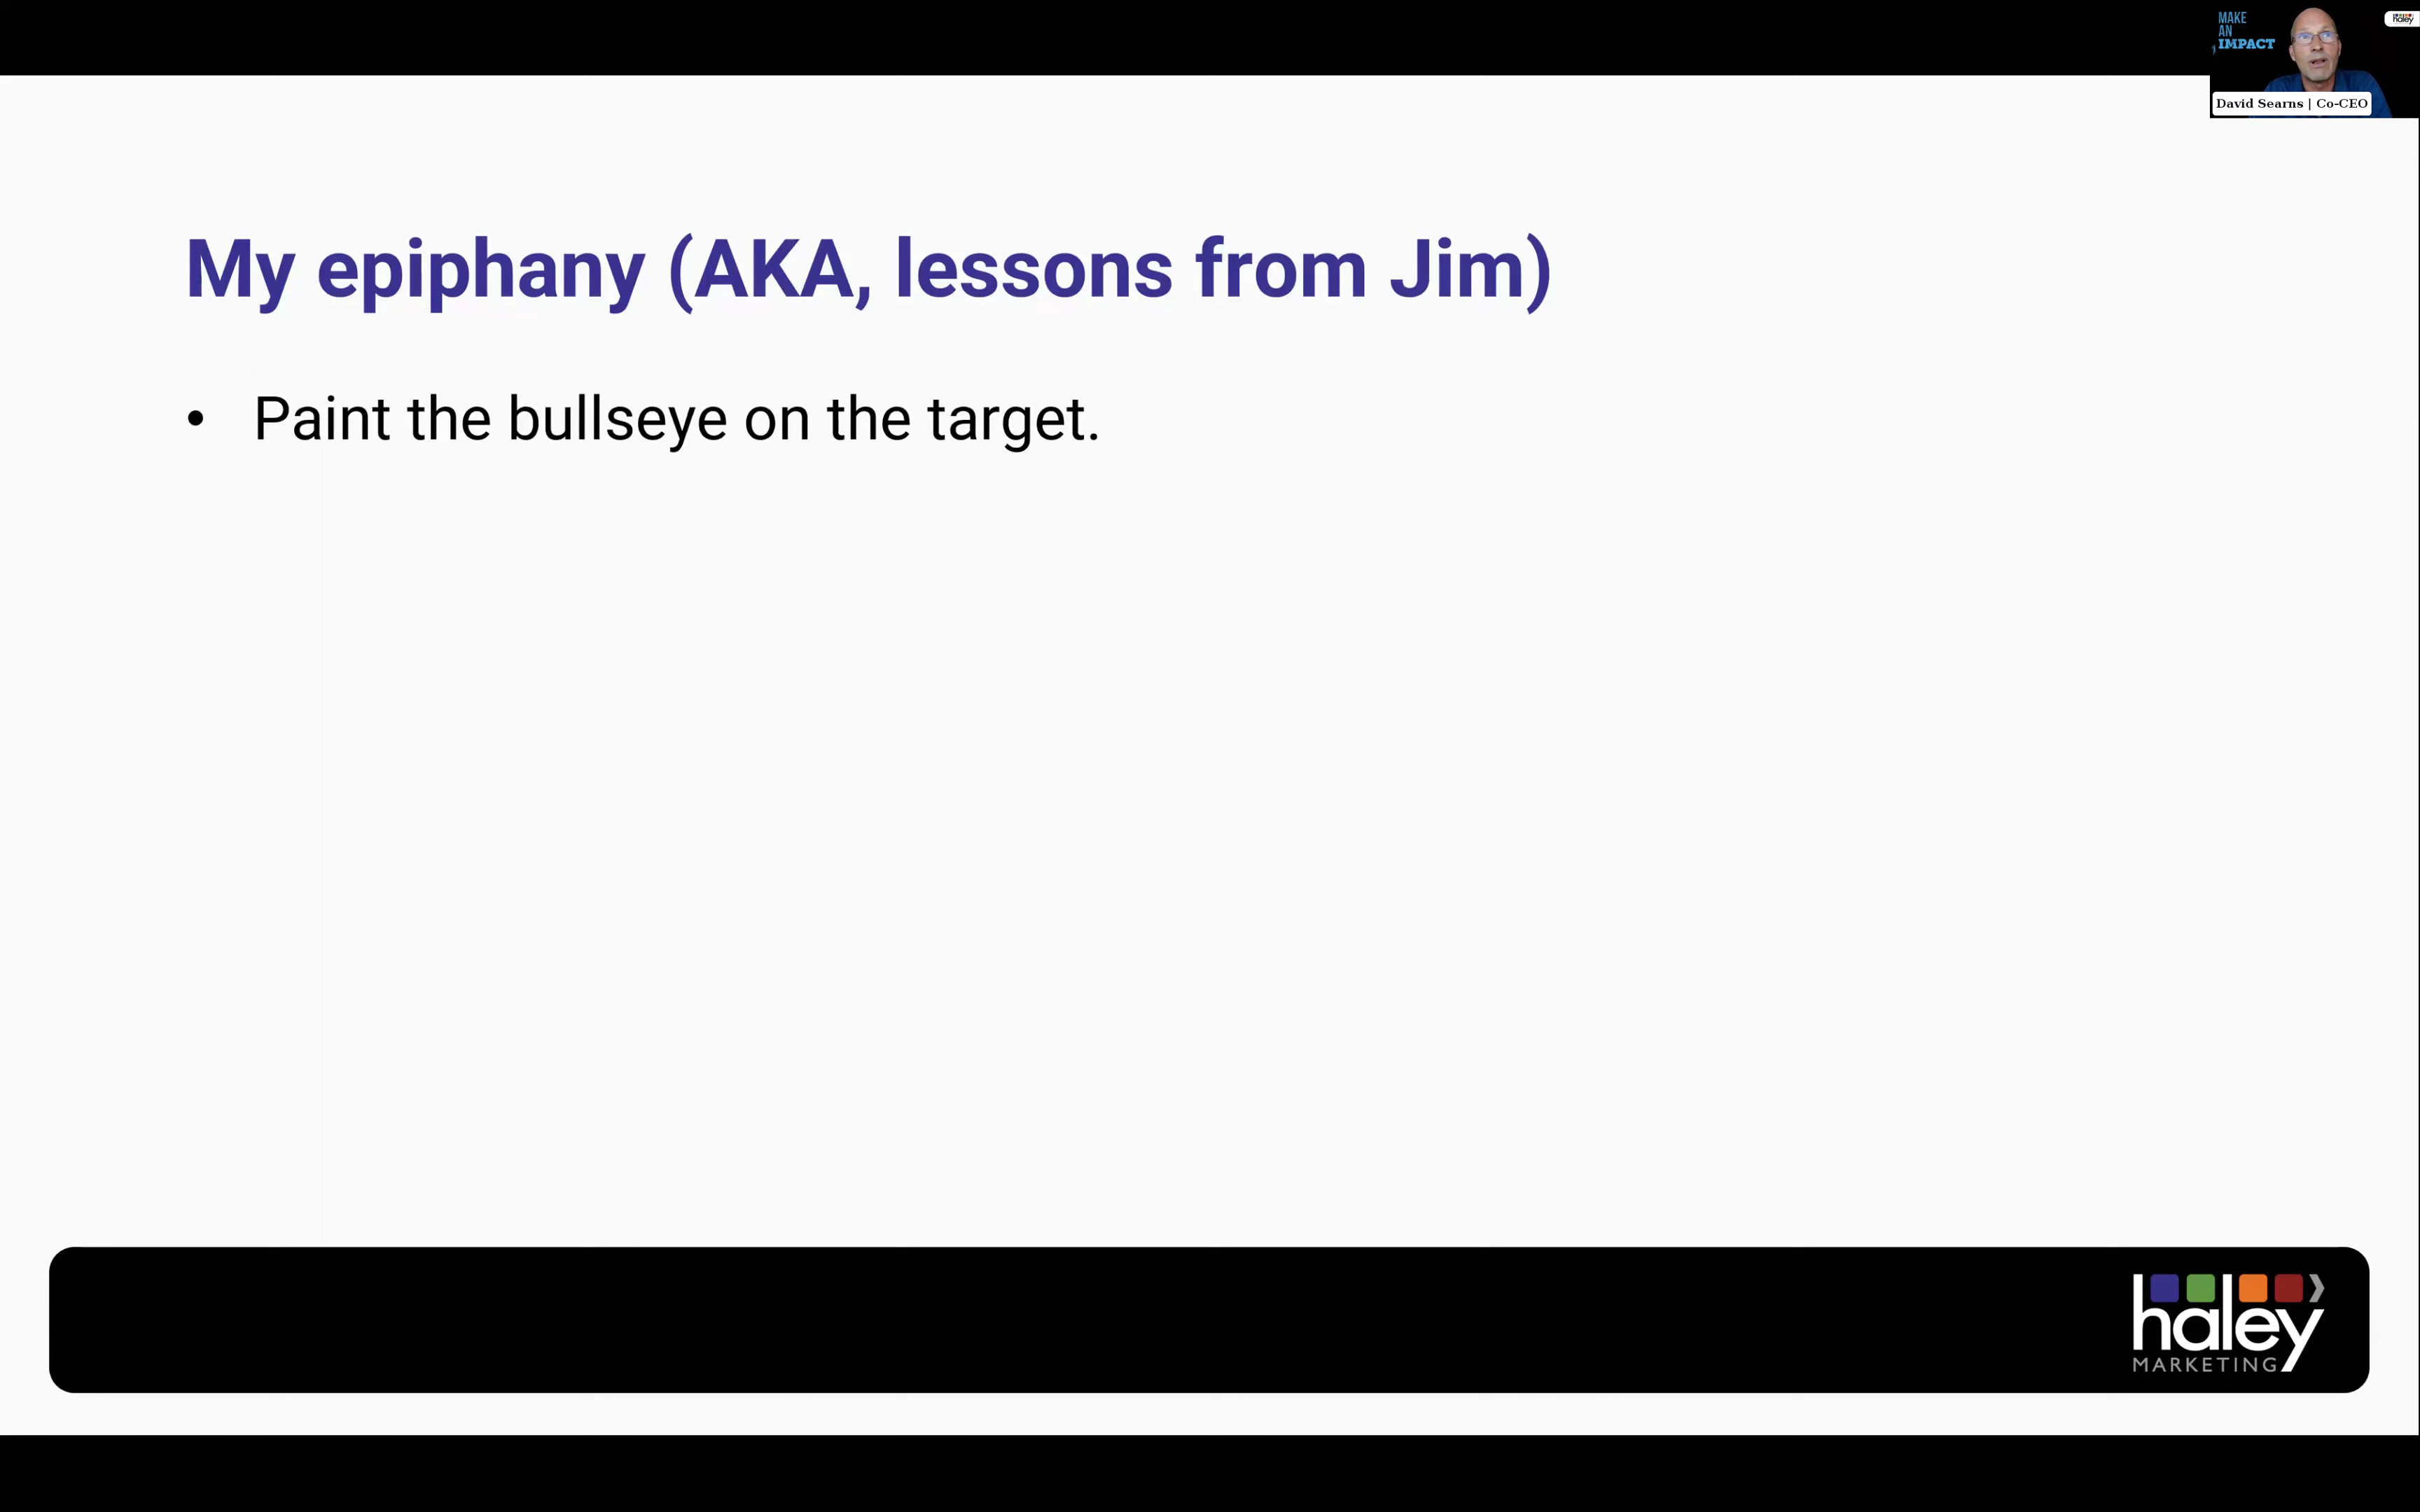 MAKE
AN
IMPACT
haley
David Searns | Co-CEO
My epiphany (AKA, lessons from Jim)
• Paint the bullseye on the target.
haley
MARKETING